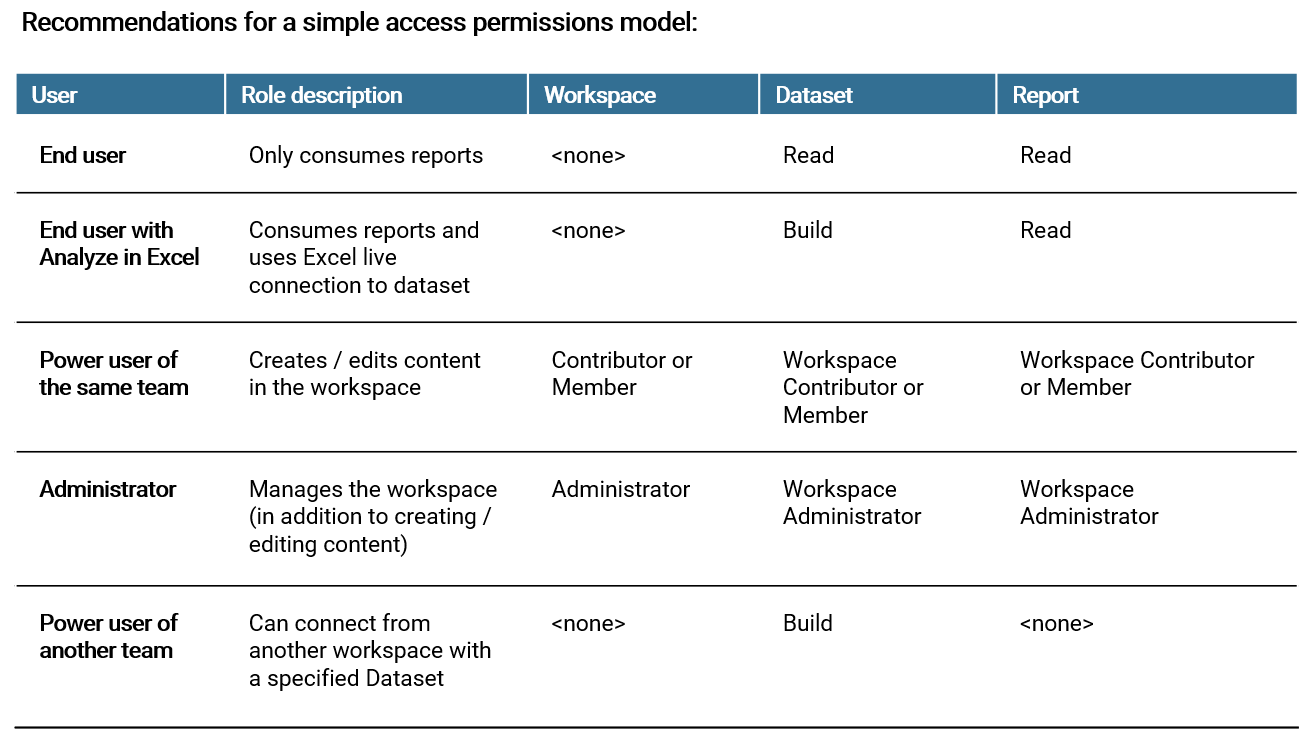 Recommendations for a simple access permissions model:
User Role description Workspace Dataset Report
End user Only consumes reports <none> Read Read
End user with Consumes reports and <none> Build Read
Analyze in Excel uses Excel live
connection to dataset
Power user of Creates / edits content Contributor or Workspace Workspace Contributor
the same team in the workspace Member Contributor or or Member
Member
Administrator Manages the workspace Administrator Workspace Workspace
(in addition to creating / Administrator Administrator
editing content)
Power user of Can connect from <none> Build <none>
another team another workspace with
a specified Dataset